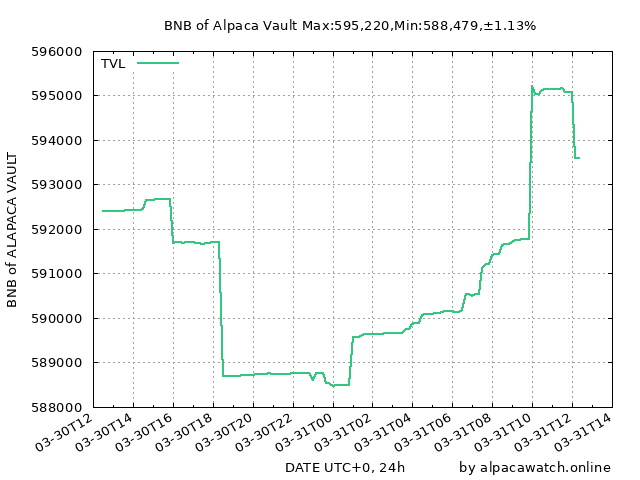 BNB of Alpaca Vault Max:595,220,Min:588,479,±1.13%
TVL
BNB of ALAPACA VAULT
596000
595000
594000
593000
592000
591000
590000
589000
588000
03-30T12
03-30T14
03-30T16
03-30T18
03-30T20
03-30T22
03-31T00
03-31T02
03-31T04
03-31T06
03-31T08
03-31T10
03-31T12
03-31T14
DATE UTC+0, 24h
by alpacawatch.online